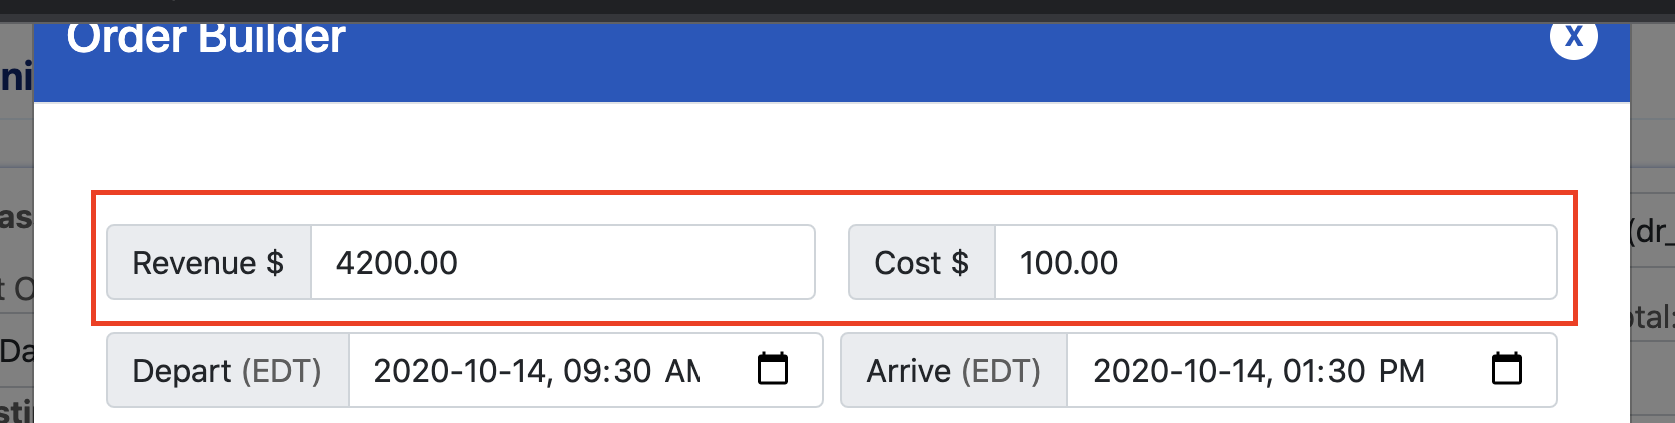 Order Builder
X
ni
as
Revenue $ 4200.00
Cost $ 100.00
(dr_
t O
otal:
Da
Depart (EDT) 2020-10-14, 09:30 AM
Arrive (EDT) 2020-10-14, 01:30 PM
sti